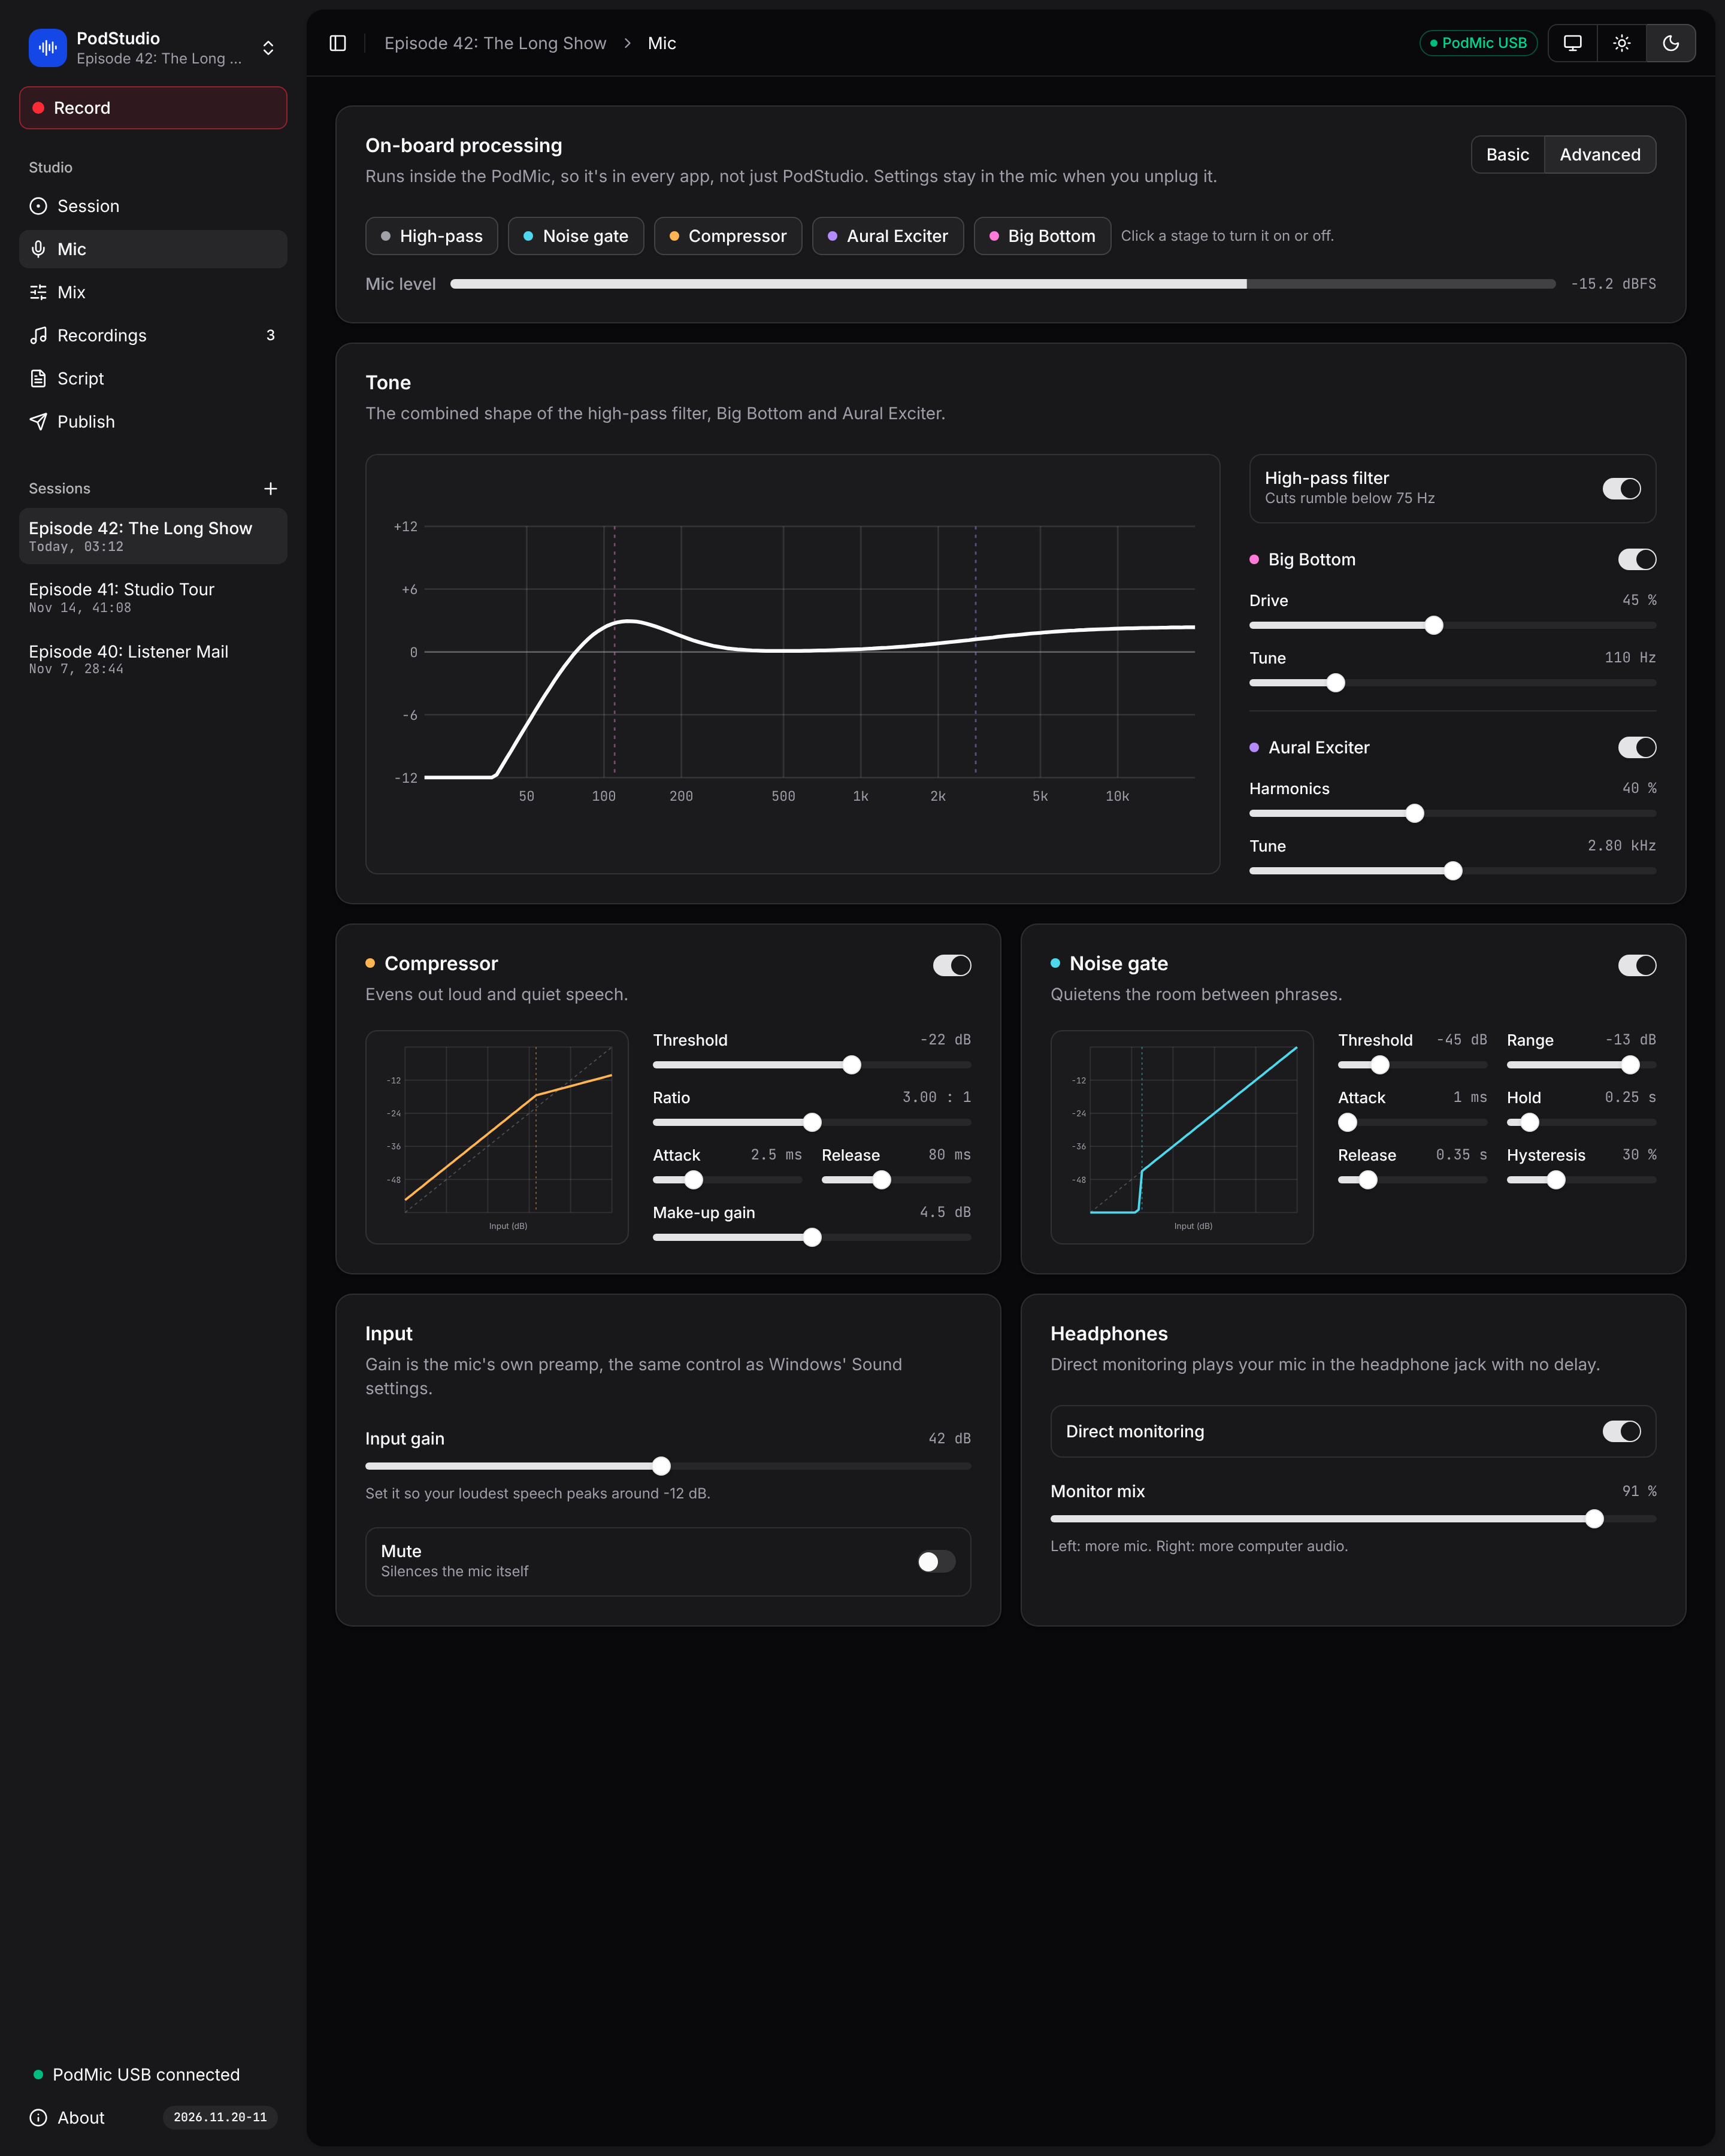 PodStudio
Episode 42: The Long ...
Record
Studio
Session
Mic
Mix
Recordings 3
Script
Publish
Sessions
Episode 42: The Long Show
Today, 03:12
Episode 41: Studio Tour
Nov 14, 41:08
Episode 40: Listener Mail
Nov 7, 28:44
PodMic USB connected
About 2026.11.20-11
Episode 42: The Long Show > Mic
PodMic USB
On-board processing
Runs inside the PodMic, so it's in every app, not just PodStudio. Settings stay in the mic when you unplug it.
Basic Advanced
High-pass Noise gate Compressor Aural Exciter Big Bottom Click a stage to turn it on or off.
Mic level -15.2 dBFS
Tone
The combined shape of the high-pass filter, Big Bottom and Aural Exciter.
+12
+6
0
-6
-12
50 100 200 500 1k 2k 5k 10k
High-pass filter
Cuts rumble below 75 Hz
Big Bottom
Drive 45 %
Tune 110 Hz
Aural Exciter
Harmonics 40 %
Tune 2.80 kHz
Compressor
Evens out loud and quiet speech.
-12
-24
-36
-48
Input (dB)
Threshold -22 dB
Ratio 3.00 : 1
Attack 2.5 ms Release 80 ms
Make-up gain 4.5 dB
Noise gate
Quietens the room between phrases.
-12
-24
-36
-48
Input (dB)
Threshold -45 dB Range -13 dB
Attack 1 ms Hold 0.25 s
Release 0.35 s Hysteresis 30 %
Input
Gain is the mic's own preamp, the same control as Windows' Sound
settings.
Input gain 42 dB
Set it so your loudest speech peaks around -12 dB.
Mute
Silences the mic itself
Headphones
Direct monitoring plays your mic in the headphone jack with no delay.
Direct monitoring
Monitor mix 91 %
Left: more mic. Right: more computer audio.